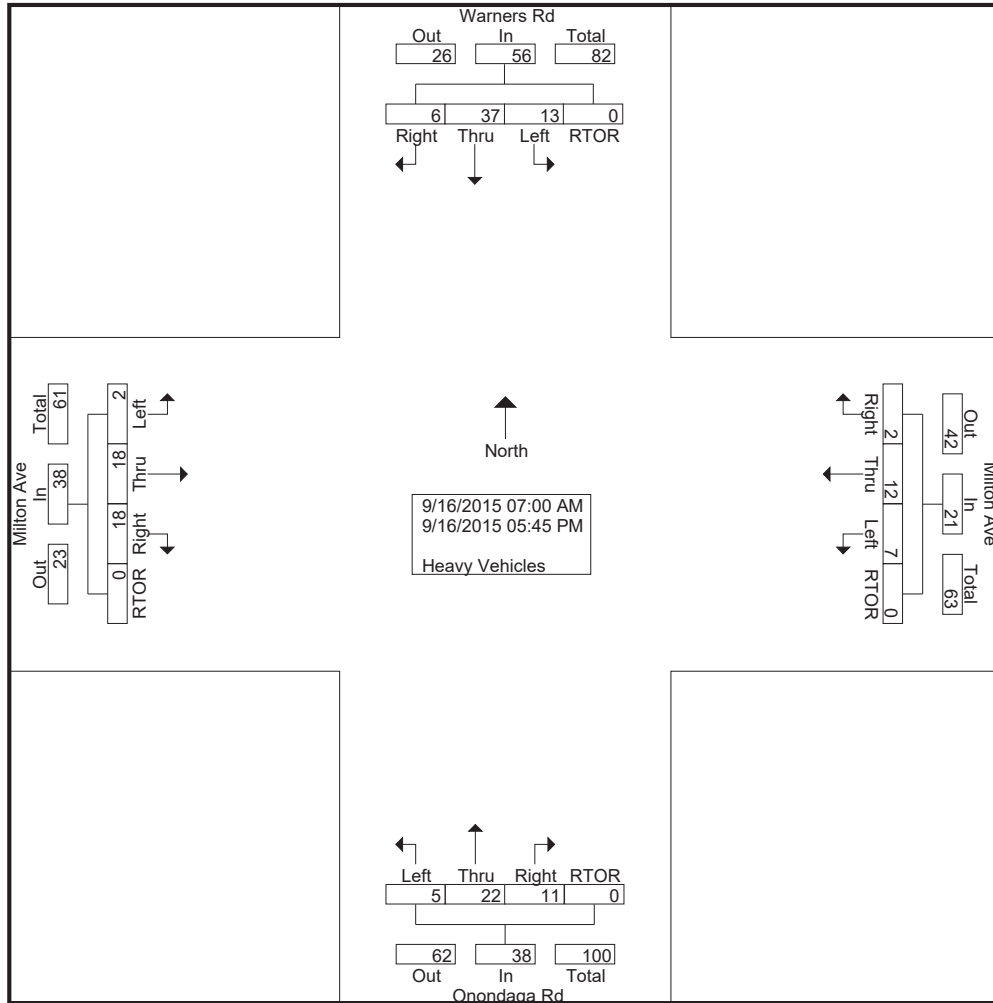 Warners Rd
Out In Total
26 56 82
6 37 13 0
Right Thru Left RTOR
Milton Ave
Total In Out
61 38 23
2 18 18 0
Left Thru Right RTOR
North
9/16/2015 07:00 AM
9/16/2015 05:45 PM
Heavy Vehicles
Right Thru Left RTOR
2 12 7 0
42 21 63
Out In Total
Milton Ave
Left Thru Right RTOR
5 22 11 0
62 38 100
Out In Total
Onondaga Rd